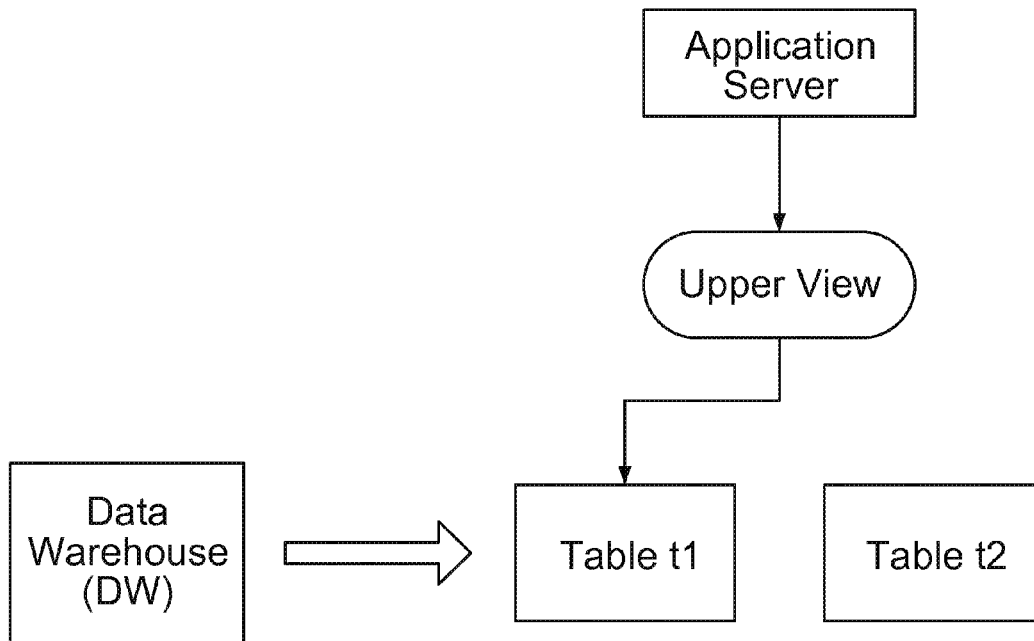 Application
Server
Upper View
Data
Warehouse
(DW)
Table t1
Table t2